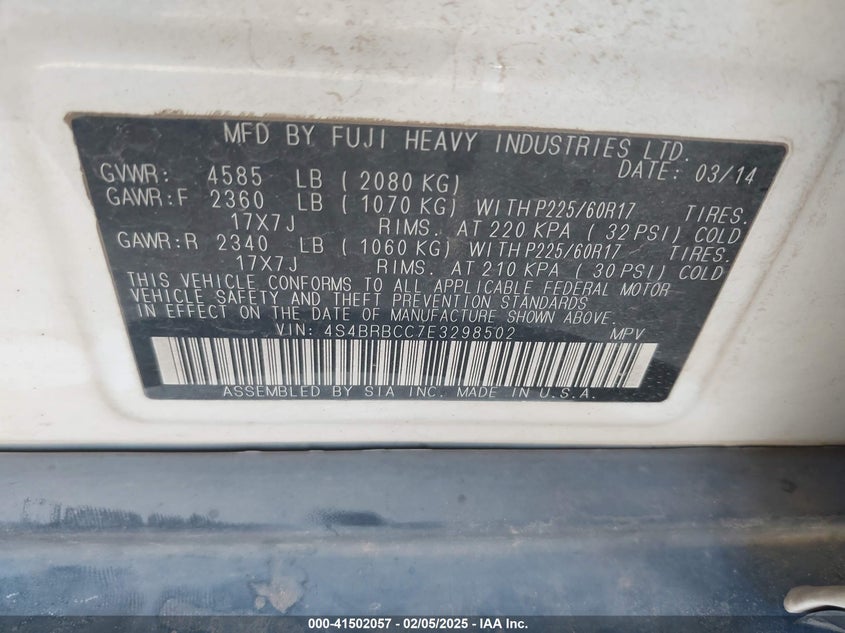 MFD BY FUJI HEAVY INDUSTRIES LTD.
DATE: 03/14
GVWR: 4585 LB ( 2080 KG)
GAWR:F 2360 LB ( 1070 KG) WITH P225/60R17 TIRES.
17X7J RIMS. AT 220 KPA ( 32 PSI) COLD
GAWR:R 2340 LB ( 1060 KG) WITH P225/60R17 TIRES.
17X7J RIMS. AT 210 KPA ( 30 PSI) COLD
THIS VEHICLE CONFORMS TO ALL APPLICABLE FEDERAL MOTOR
VEHICLE SAFETY AND THEFT PREVENTION STANDARDS
IN EFFECT ON THE DATE OF MANUFACTURE SHOWN ABOVE.
VIN: 4S4BRBCC7E3298502 MPV
ASSEMBLED BY SIA INC. MADE IN U.S.A.
000-41502057 - 02/05/2025 - IAA Inc.